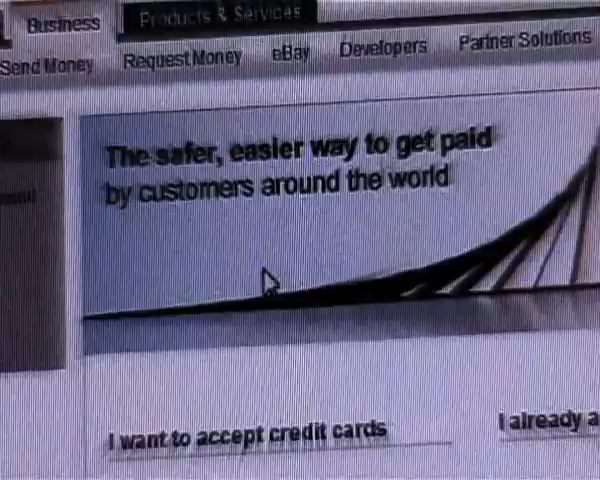 Business Products & Services
Send Money Request Money eBay Developers Partner Solutions
The safer, easier way to get paid
by customers around the world
I want to accept credit cards
I already a